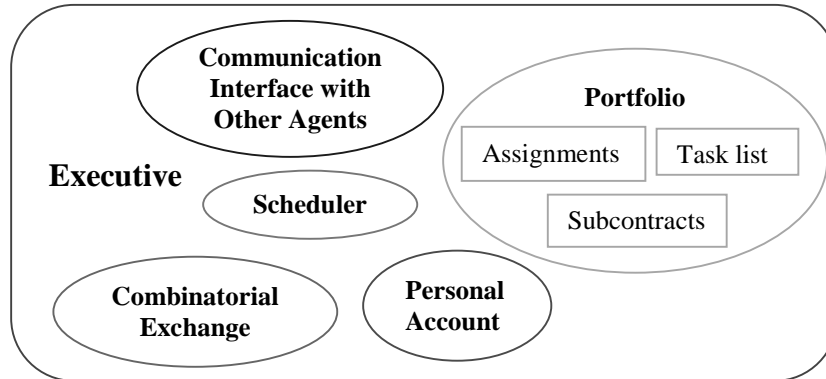 Communication
Interface with
Other Agents
Portfolio
Assignments
Task list
Executive
Scheduler
Subcontracts
Combinatorial
Exchange
Personal
Account